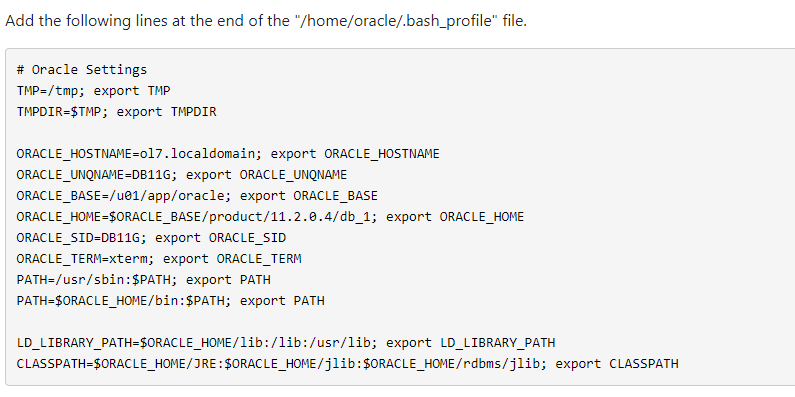 Add the following lines at the end of the "/home/oracle/.bash_profile" file.
# Oracle Settings
TMP=/tmp; export TMP
TMPDIR=$TMP; export TMPDIR
ORACLE_HOSTNAME=ol7.localdomain; export ORACLE_HOSTNAME
ORACLE_UNQNAME=DB11G; export ORACLE_UNQNAME
ORACLE_BASE=/u01/app/oracle; export ORACLE_BASE
ORACLE_HOME=$ORACLE_BASE/product/11.2.0.4/db_1; export ORACLE_HOME
ORACLE_SID=DB11G; export ORACLE_SID
ORACLE_TERM=xterm; export ORACLE_TERM
PATH=/usr/sbin:$PATH; export PATH
PATH=$ORACLE_HOME/bin:$PATH; export PATH
LD_LIBRARY_PATH=$ORACLE_HOME/lib:/lib:/usr/lib; export LD_LIBRARY_PATH
CLASSPATH=$ORACLE_HOME/JRE:$ORACLE_HOME/jlib:$ORACLE_HOME/rdbms/jlib; export CLASSPATH